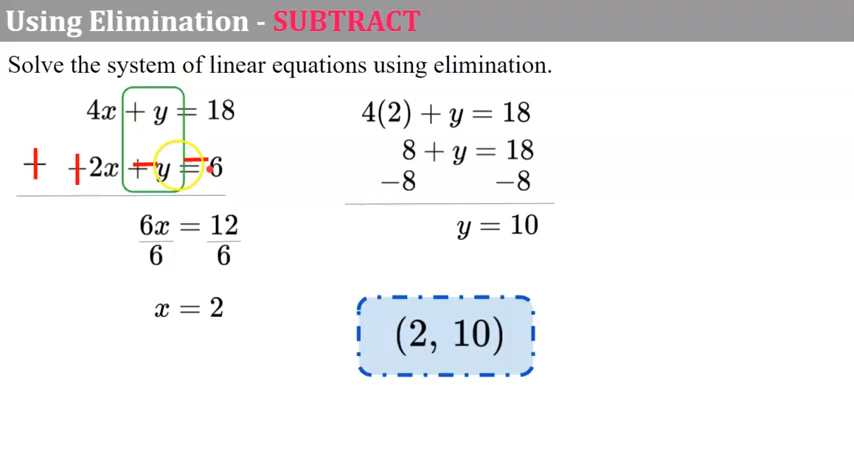 Using Elimination - SUBTRACT
Solve the system of linear equations using elimination.
4x + y = 18
+ +2x − y = −6
6x = 12
6 6
x = 2
4(2) + y = 18
8 + y = 18
−8 −8
y = 10
(2, 10)